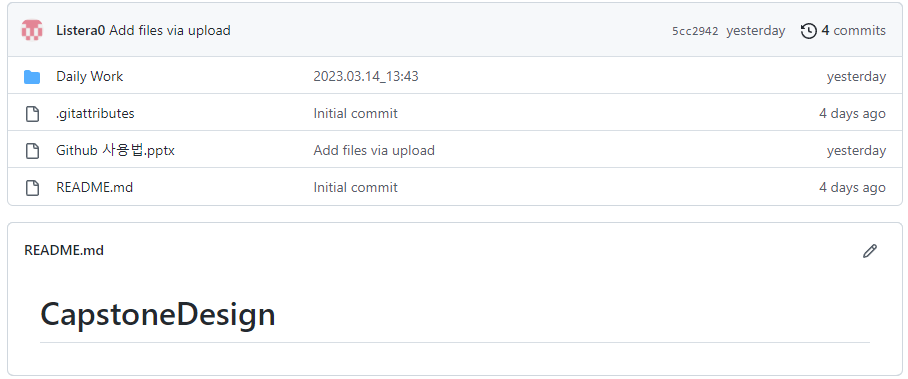 Listera0 Add files via upload 5cc2942 yesterday 4 commits
Daily Work 2023.03.14_13:43 yesterday
.gitattributes Initial commit 4 days ago
Github 사용법.pptx Add files via upload yesterday
README.md Initial commit 4 days ago
README.md
CapstoneDesign